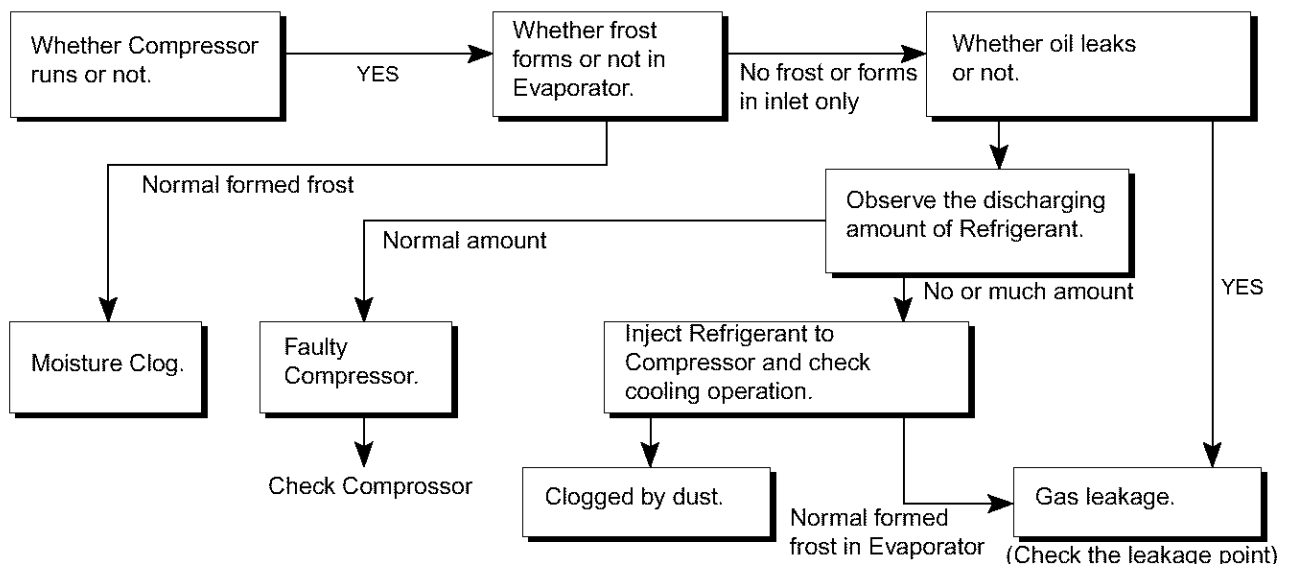 Whether Compressor
runs or not.
YES
Whether frost
forms or not in
Evaporator.
No frost or forms
in inlet only
Whether oil leaks
or not.
Normal formed frost
Observe the discharging
amount of Refrigerant.
Normal amount
No or much amount
YES
Moisture Clog.
Faulty
Compressor.
Inject Refrigerant to
Compressor and check
cooling operation.
Check Comprossor
Clogged by dust.
Normal formed
frost in Evaporator
Gas leakage.
(Check the leakage point)